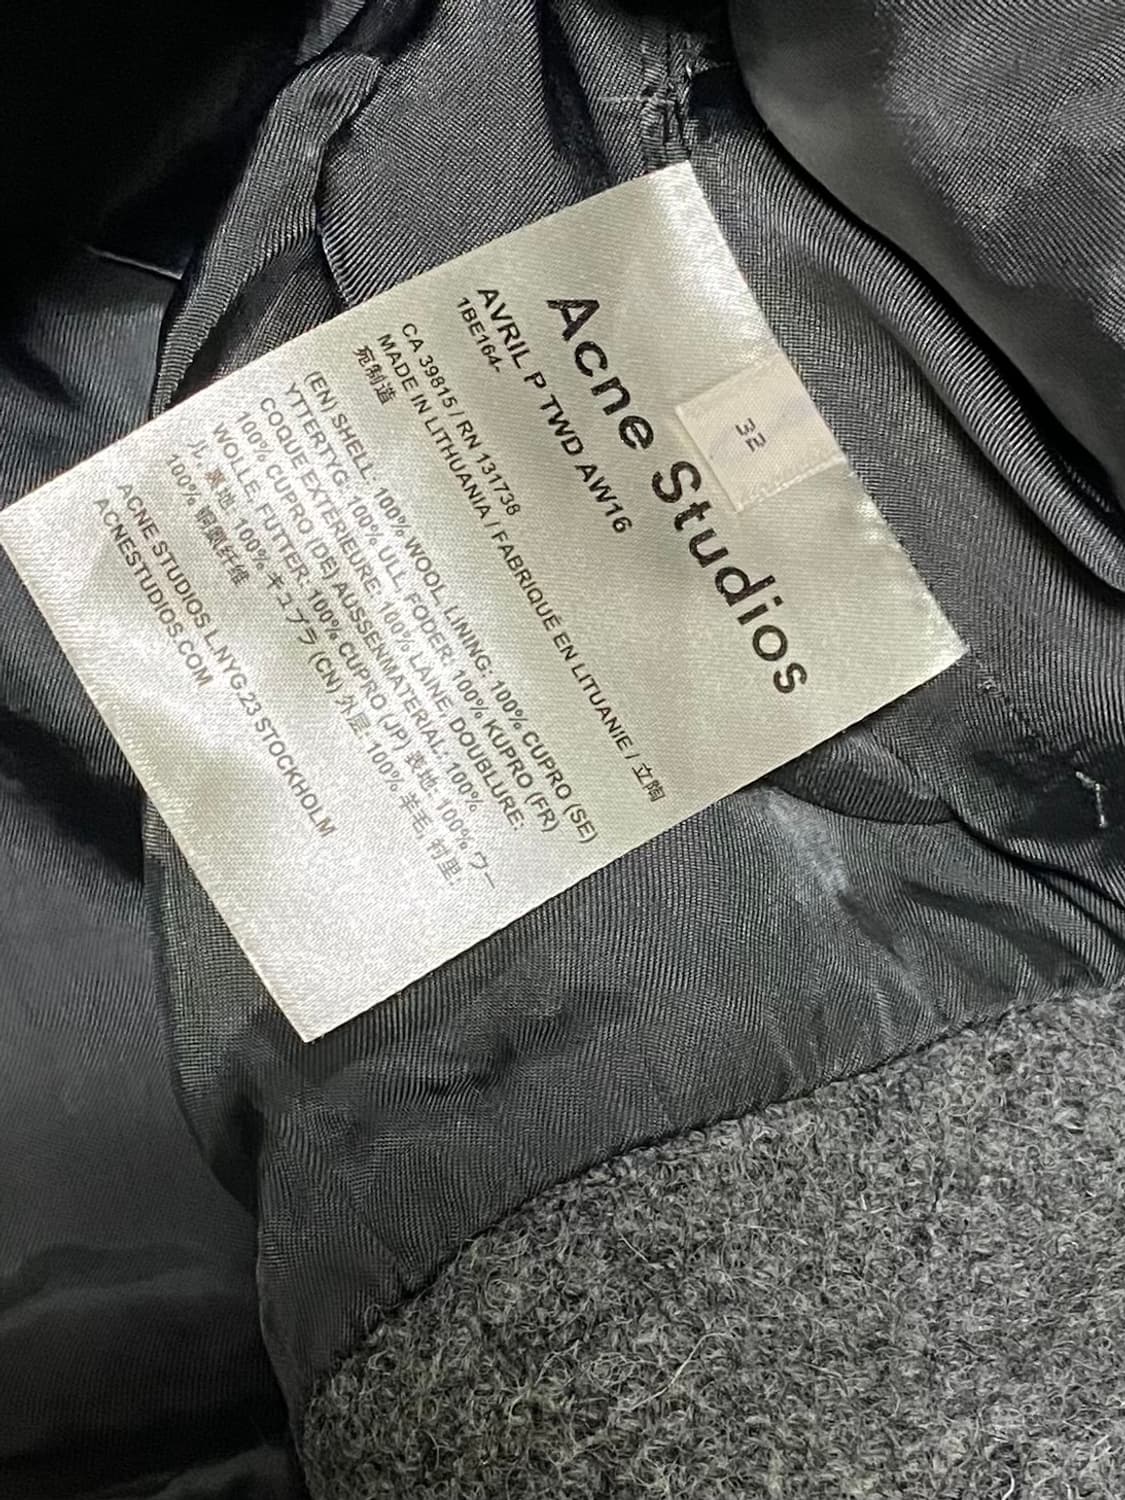 32
Acne Studios
AVRIL P TWD AW16
1BE164-
CA 39815 / RN 131738
MADE IN LITHUANIA / FABRIQUÉ EN LITUANIE / 立陶
宛制造
(EN) SHELL: 100% WOOL, LINING: 100% CUPRO (SE)
YTTERTYG: 100% ULL, FODER: 100% KUPRO (FR)
COQUE EXTERIEURE: 100% LAINE, DOUBLURE:
100% CUPRO (DE) AUSSENMATERIAL: 100%
WOLLE, FUTTER: 100% CUPRO (JP) 表地: 100% ウー
ル, 裏地: 100% キュプラ (CN) 外层: 100% 羊毛, 衬里:
100% 铜氨纤维
ACNE STUDIOS L.NYG.23 STOCKHOLM
ACNESTUDIOS.COM